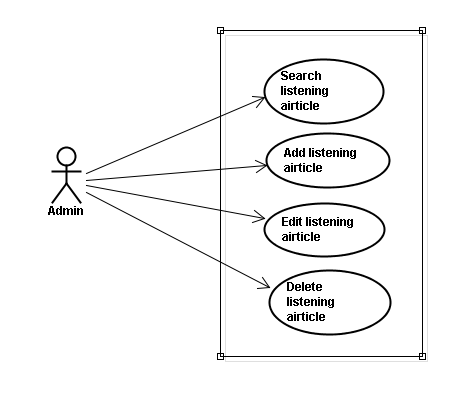 Search
listening
airticle
Add listening
airticle
Admin
Edit listening
airticle
Delete
listening
airticle